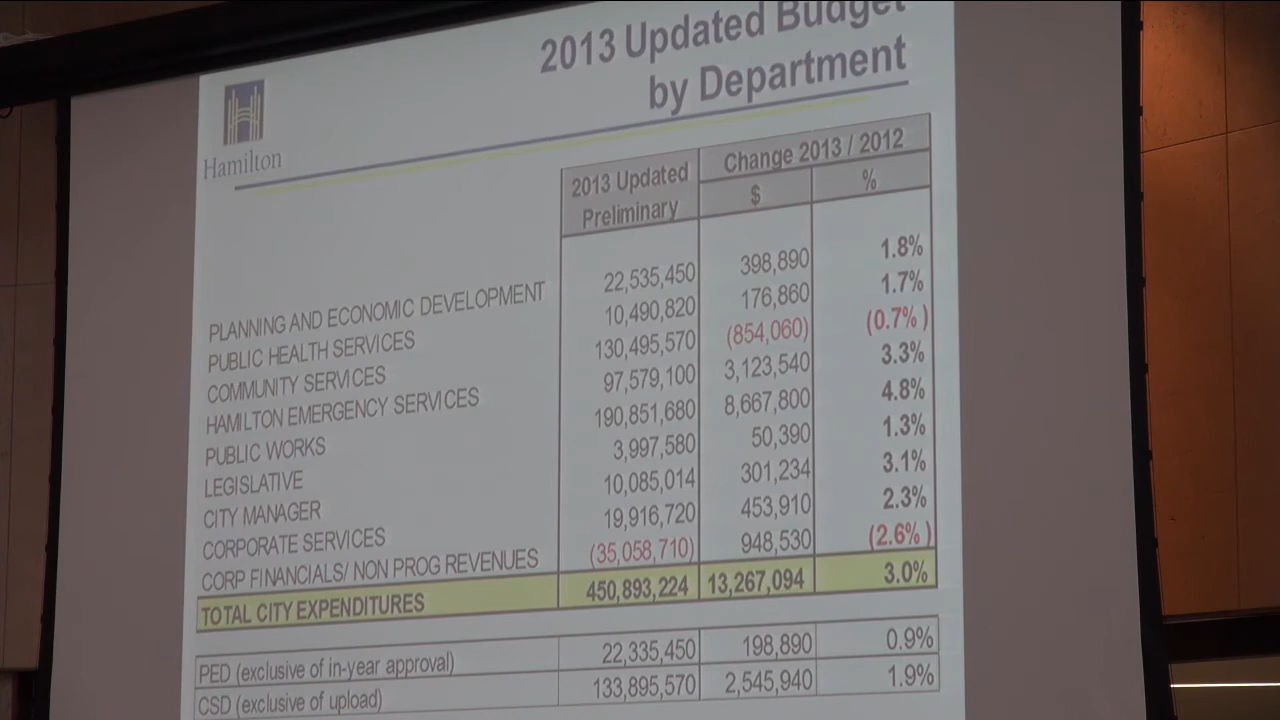 2013 Updated Budget
by Department
Hamilton
2013 Updated Preliminary Change 2013 / 2012
$ %
PLANNING AND ECONOMIC DEVELOPMENT 22,535,450 398,890 1.8%
PUBLIC HEALTH SERVICES 10,490,820 176,860 1.7%
COMMUNITY SERVICES 130,495,570 (854,060) (0.7%)
HAMILTON EMERGENCY SERVICES 97,579,100 3,123,540 3.3%
PUBLIC WORKS 190,851,680 8,667,800 4.8%
LEGISLATIVE 3,997,580 50,390 1.3%
CITY MANAGER 10,085,014 301,234 3.1%
CORPORATE SERVICES 19,916,720 453,910 2.3%
CORP FINANCIALS/ NON PROG REVENUES (35,058,710) 948,530 (2.6%)
TOTAL CITY EXPENDITURES 450,893,224 13,267,094 3.0%
PED (exclusive of in-year approval) 22,335,450 198,890 0.9%
CSD (exclusive of upload) 133,895,570 2,545,940 1.9%